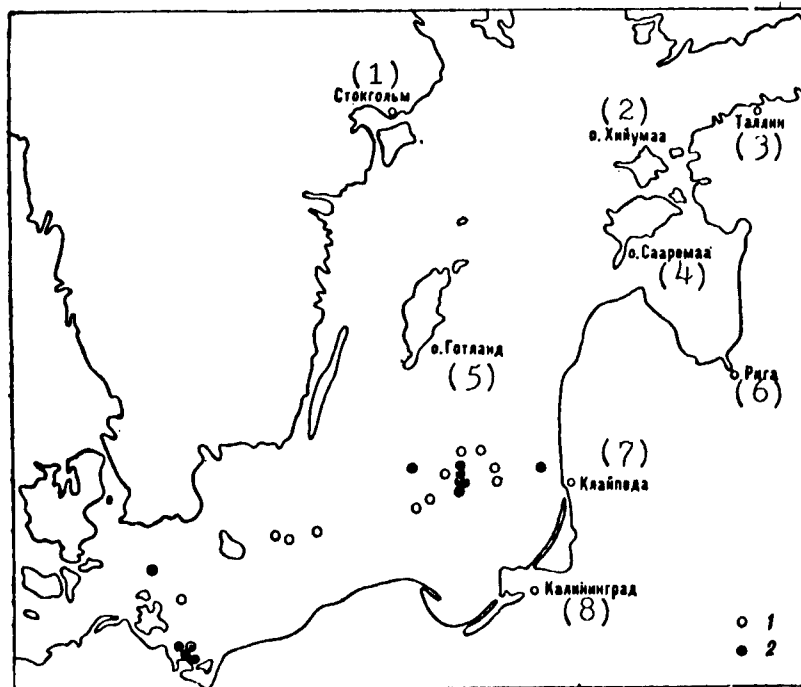 (1)
Стокгольм
(2)
о. Хийумаа
Таллин
(3)
о. Сааремаа
(4)
о. Готланд
(5)
Рига
(6)
(7)
Клайпеда
Калининград
(8)
1
2